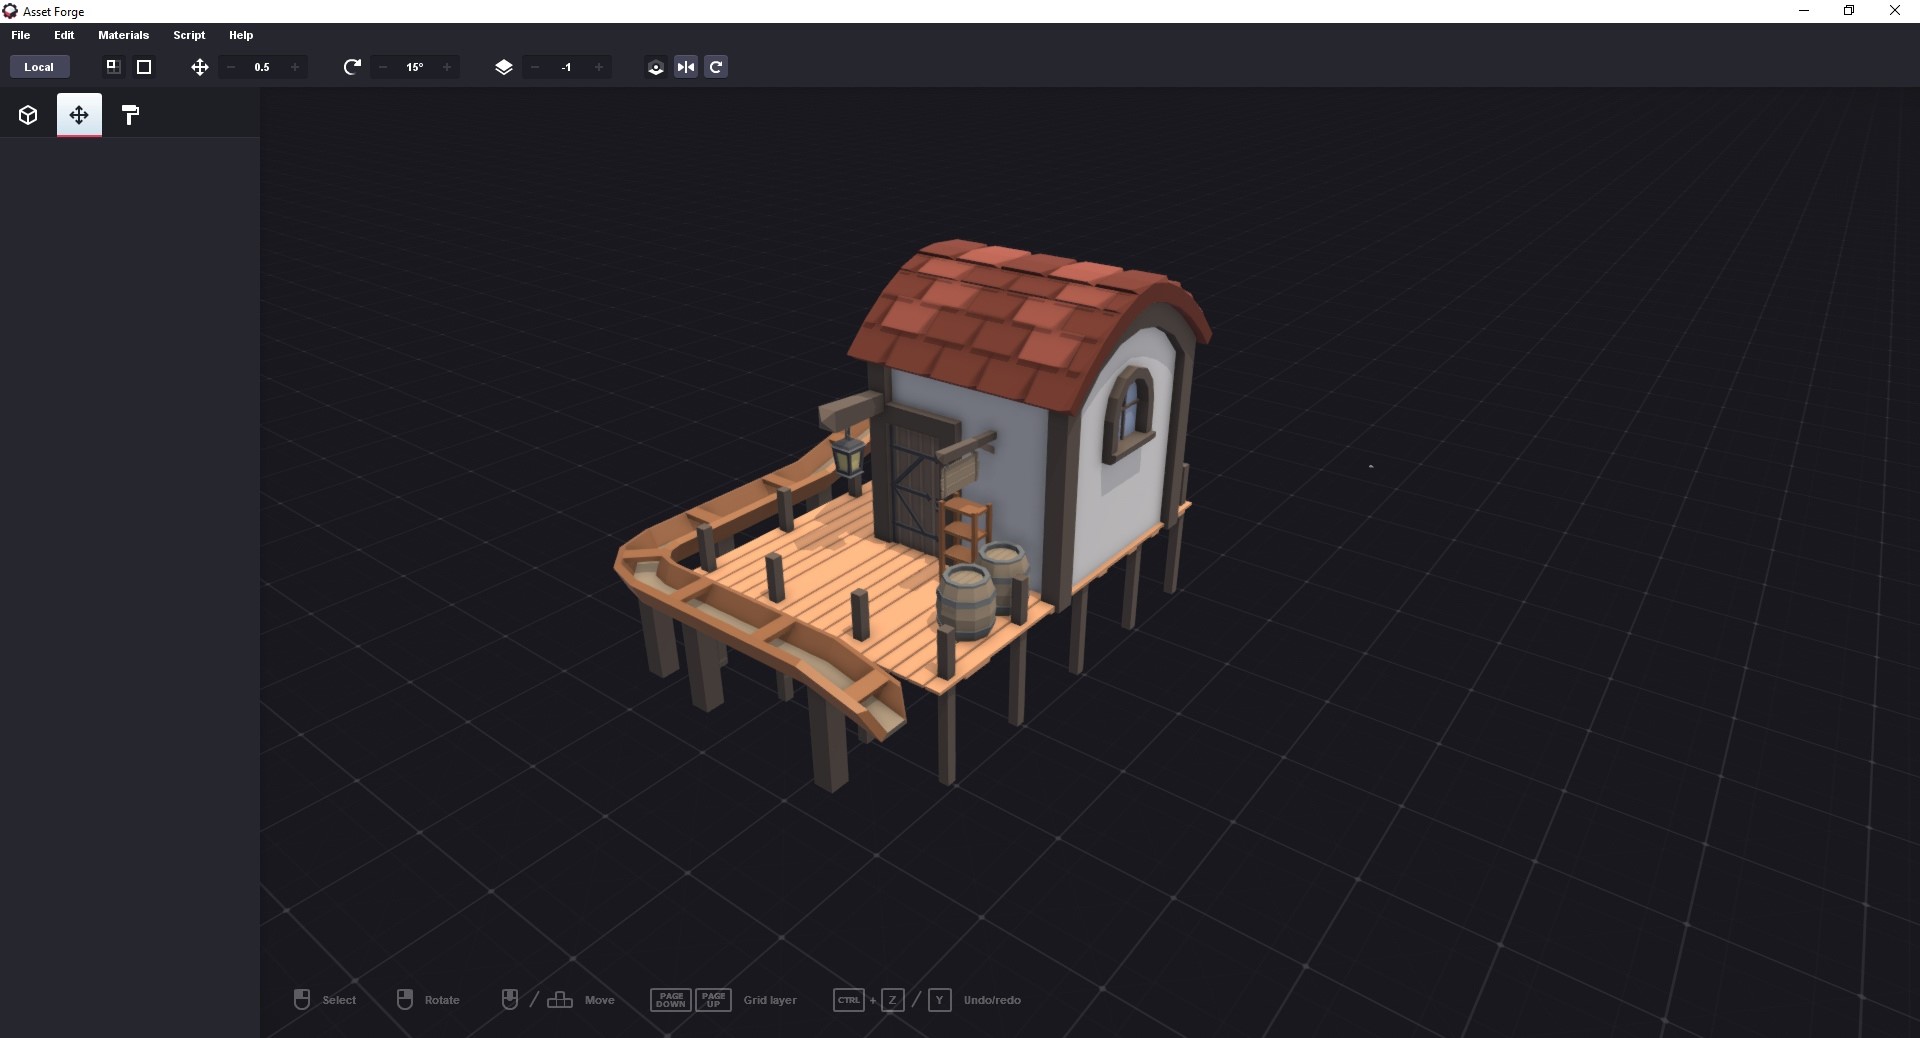 Asset Forge
File Edit Materials Script Help
Local 0.5 15° -1
Select Rotate / Move PAGE DOWN PAGE UP Grid layer CTRL + Z / Y Undo/redo